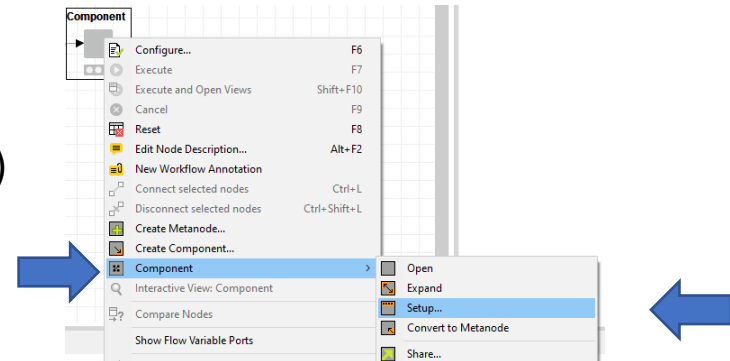 Component
Configure... F6
Execute F7
Execute and Open Views Shift+F10
Cancel F9
Reset F8
Edit Node Description... Alt+F2
New Workflow Annotation
Connect selected nodes Ctrl+L
Disconnect selected nodes Ctrl+Shift+L
Create Metanode...
Create Component...
Component >
Open
Interactive View: Component
Expand
Compare Nodes
Setup...
Convert to Metanode
Show Flow Variable Ports
Share...
)